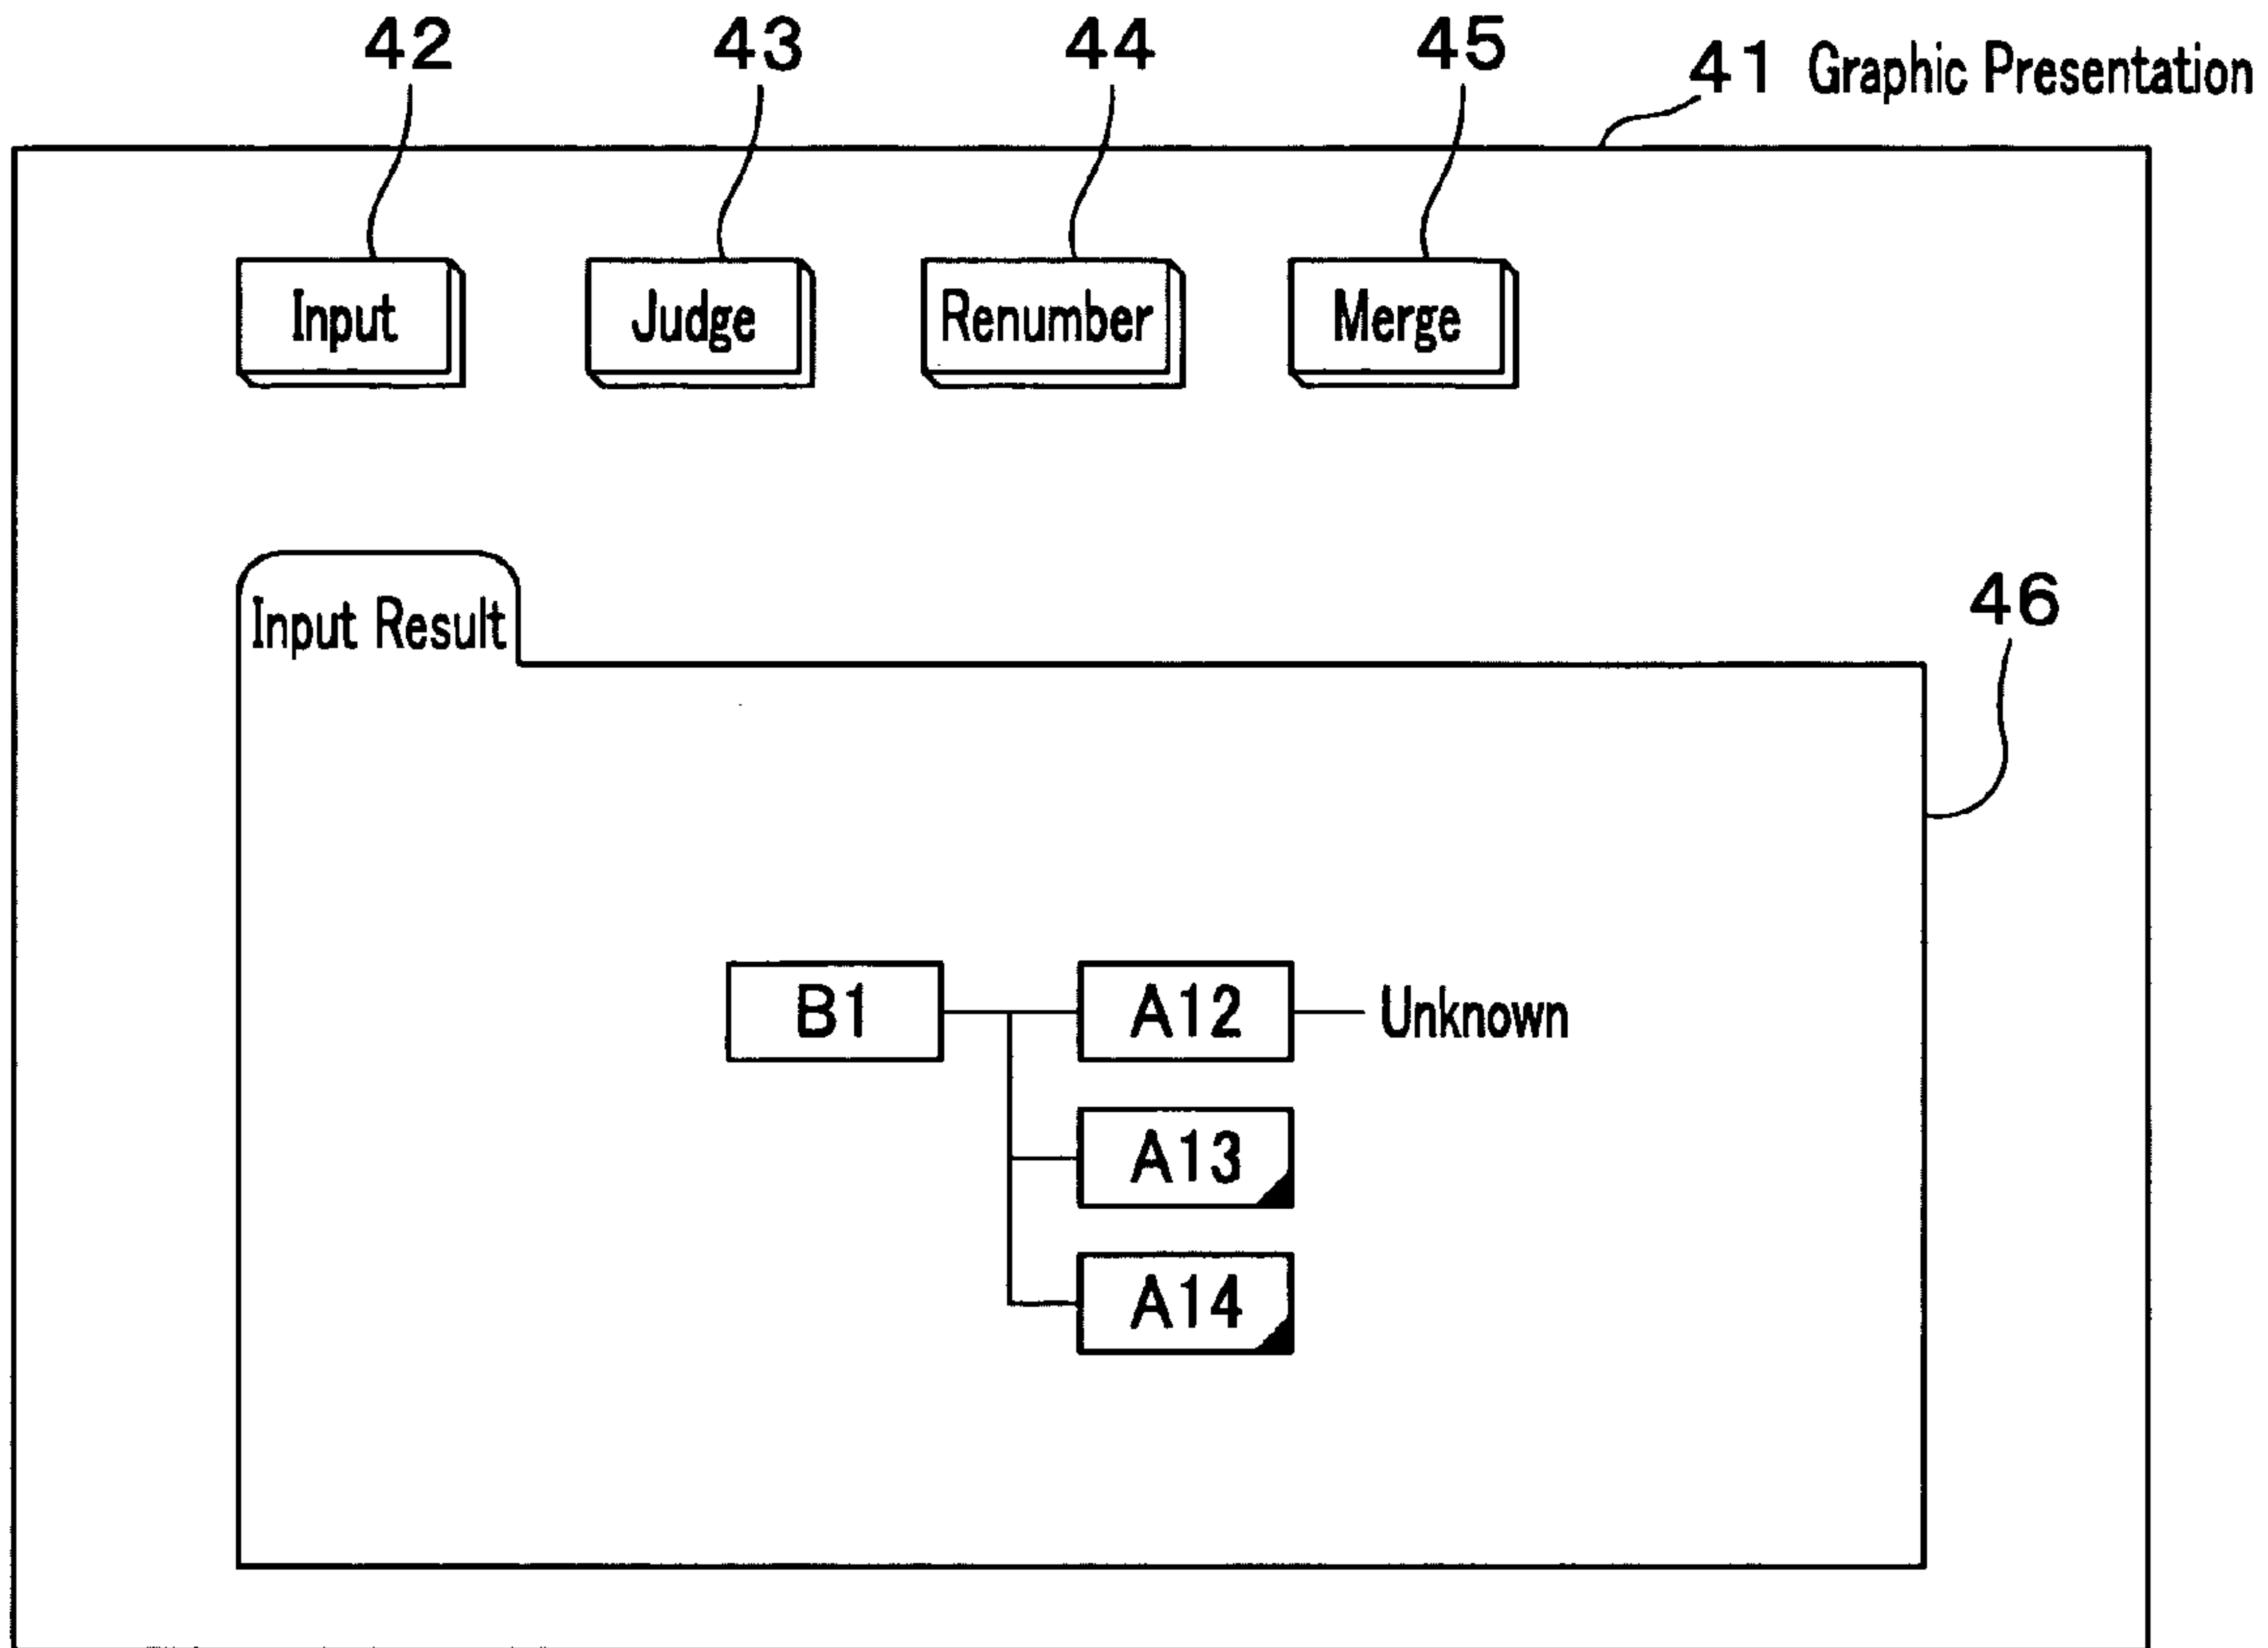 42 43 44 45
41 Graphic Presentation
Input Judge Renumber Merge
46
Input Result
B1 A12 Unknown
A13
A14